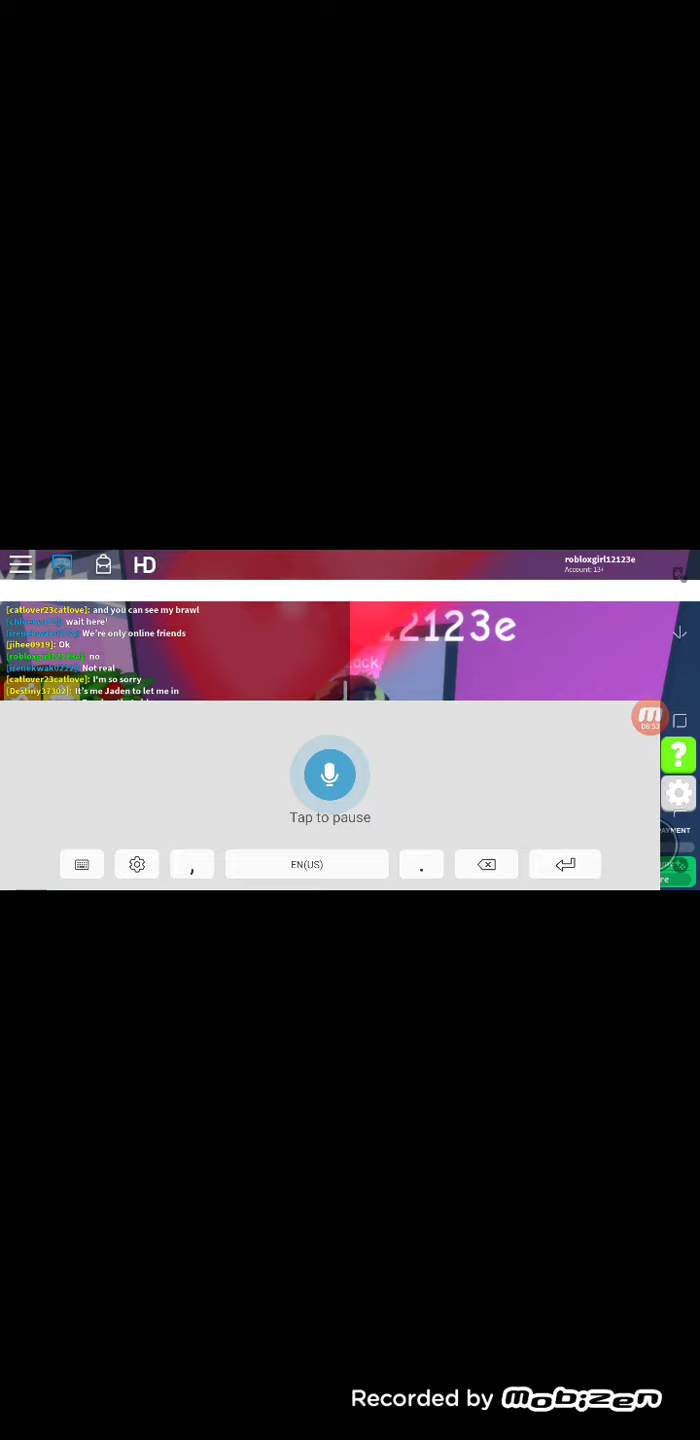 HD
robloxgirl12123e
Account: 13+
[catlover23catlove]: and you can see my brawl
wait here!
12123e
We're only online friends
[jihee0919]: Ok
no
Not real
[catlover23catlove]: I'm so sorry
[Destiny37302]: It's me Jaden to let me in
?
Tap to pause
,
EN(US)
.
Recorded by mobizen